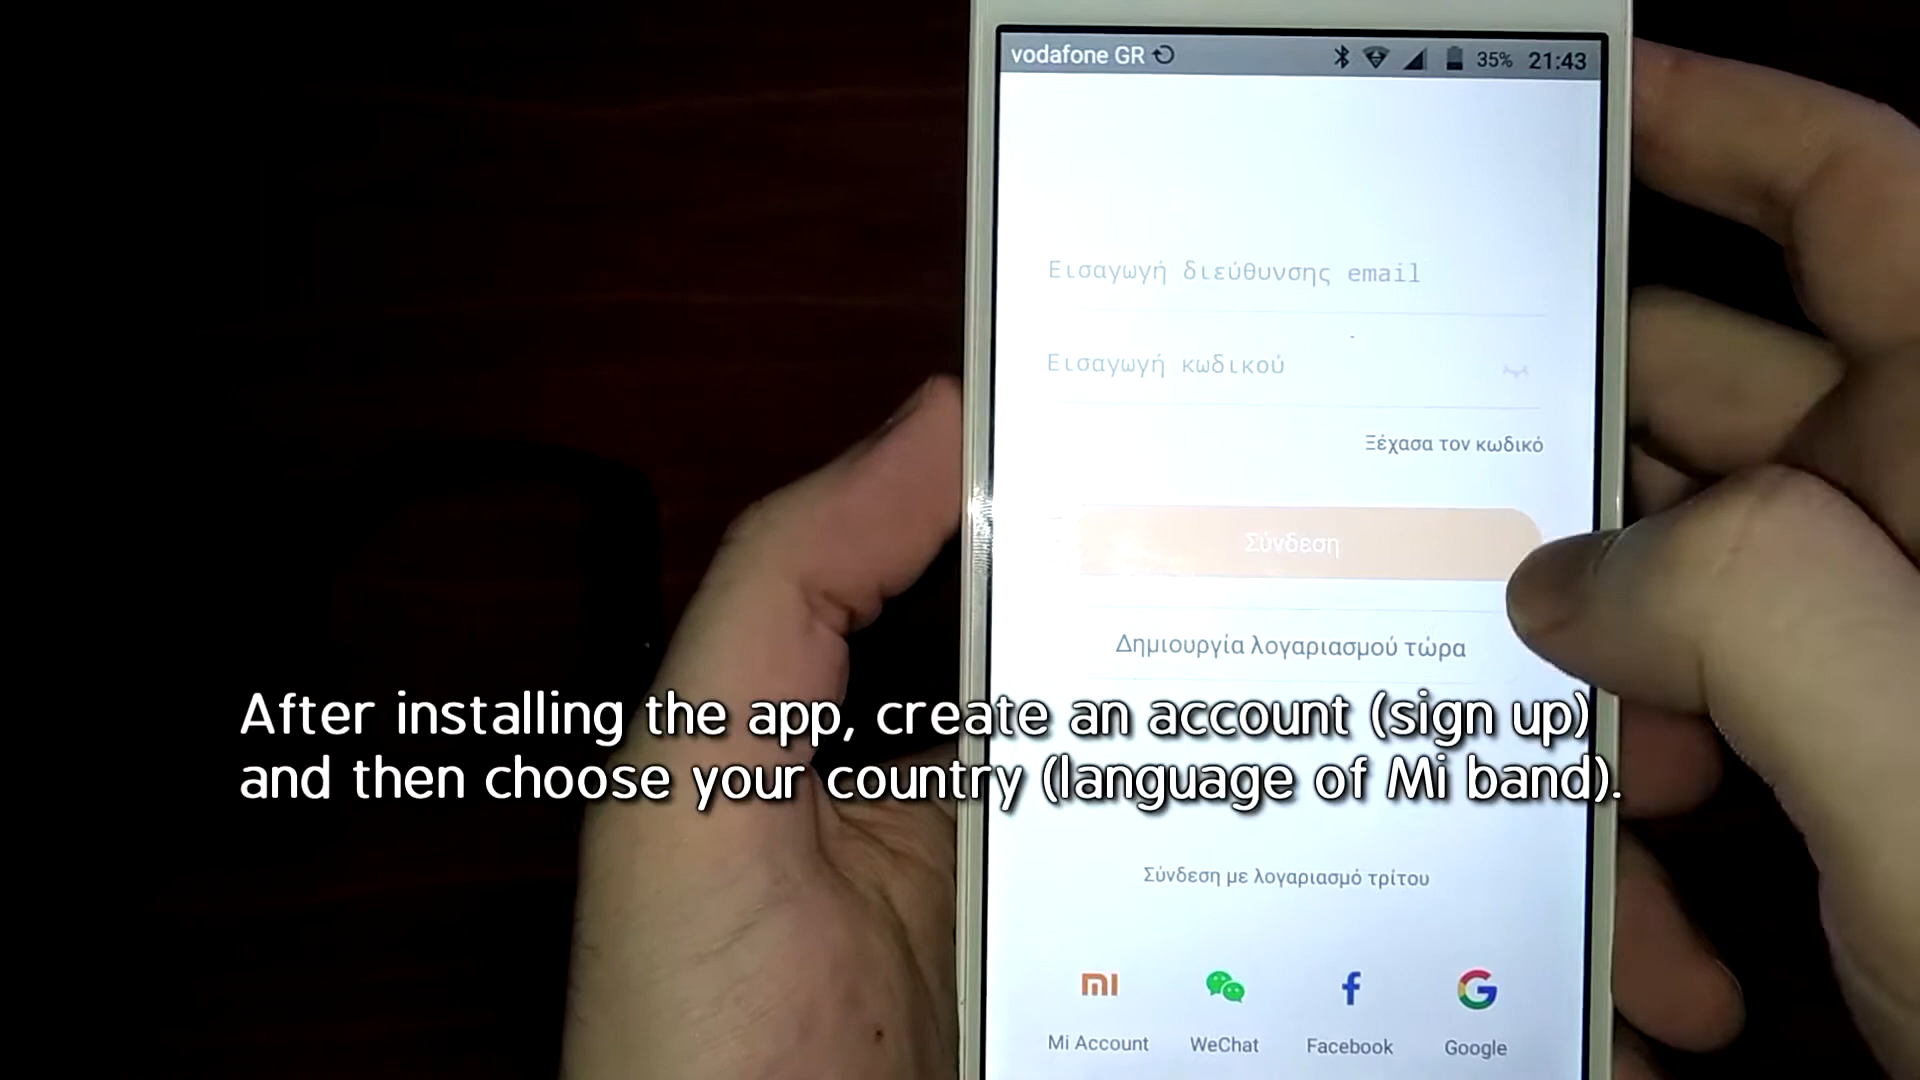 vodafone GR
35% 21:43
Εισαγωγή διεύθυνσης email
Εισαγωγή κωδικού
Ξέχασα τον κωδικό
Σύνδεση
Δημιουργία λογαριασμού τώρα
After installing the app, create an account (sign up)
and then choose your country (language of Mi band).
Σύνδεση με λογαριασμό τρίτου
Mi Account WeChat Facebook Google